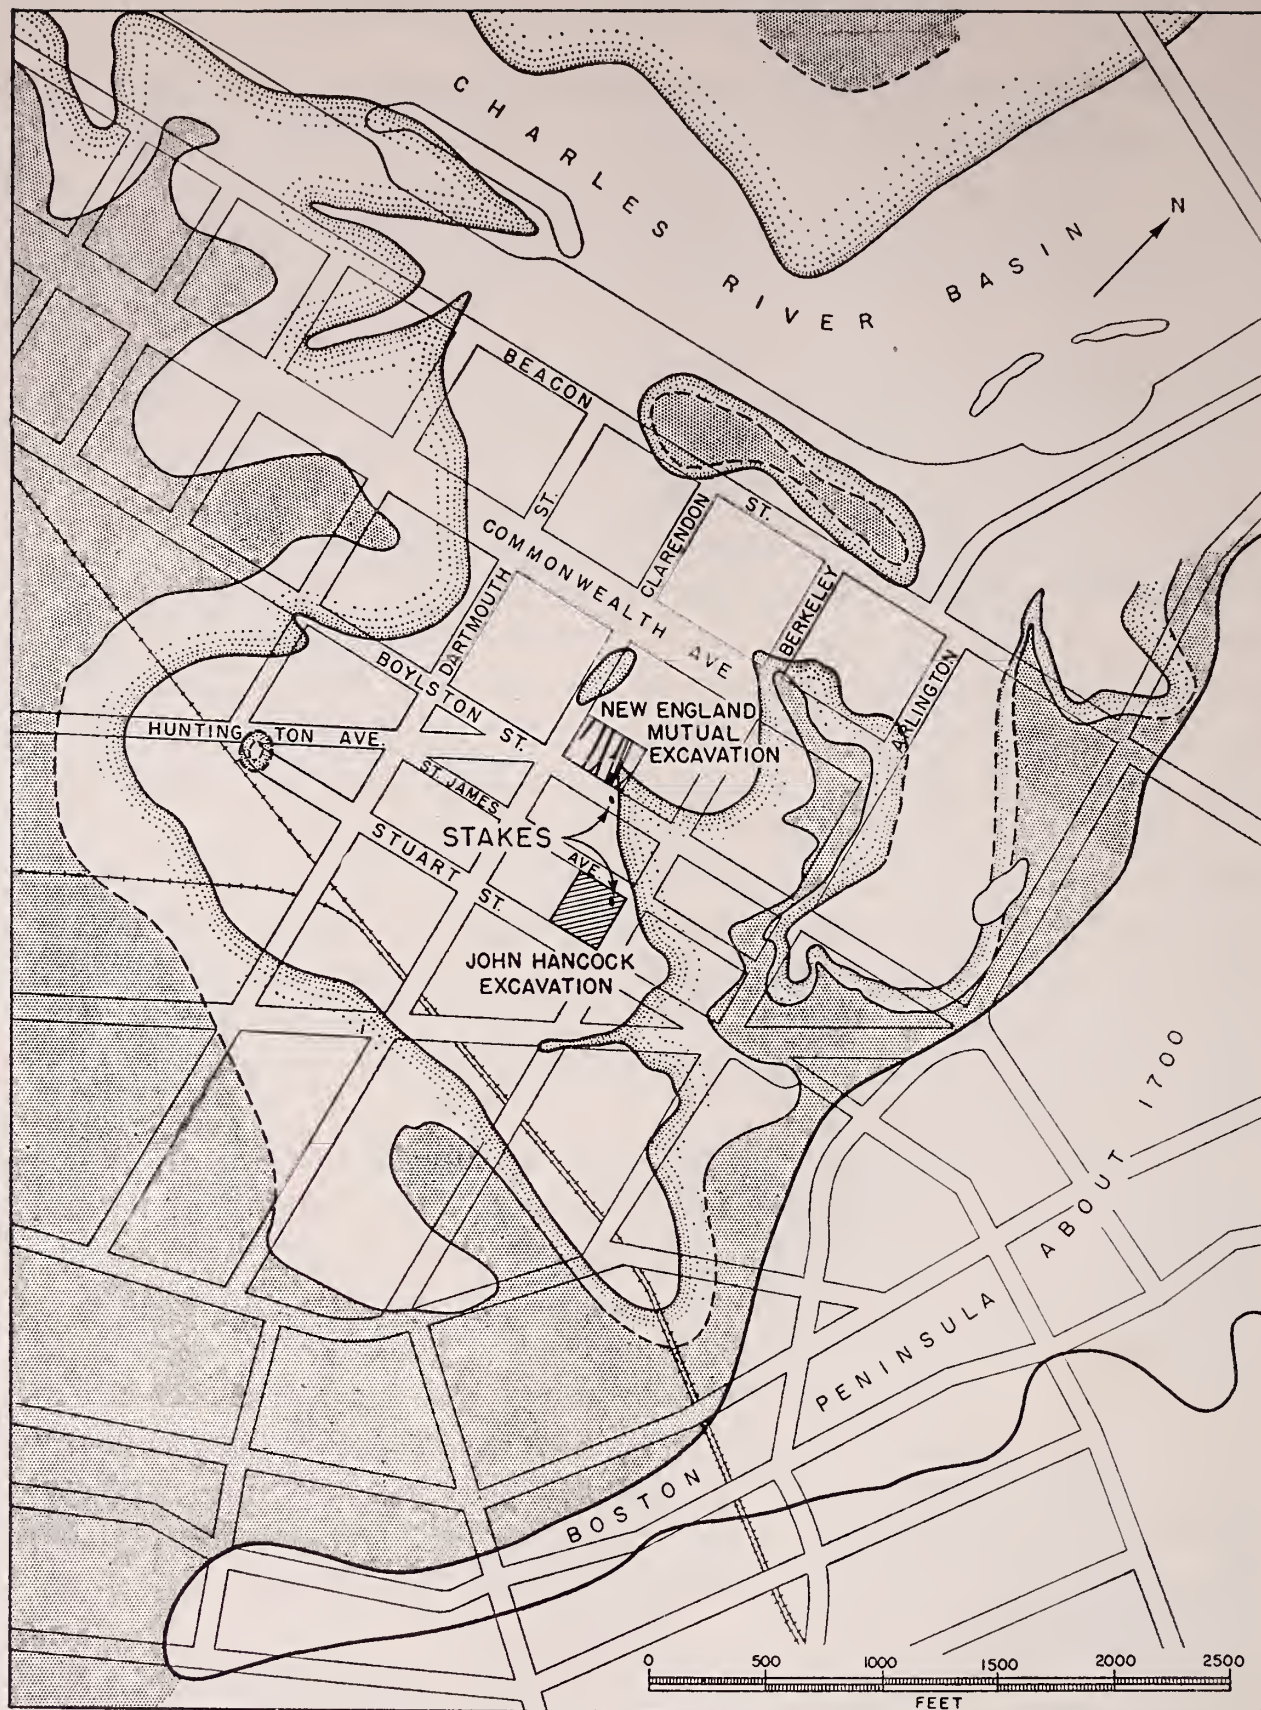 CHARLES
RIVER BASIN
N
BEACON
ST.
ST.
COMMONWEALTH AVE
CLARENDON
BERKELEY
DARTMOUTH
ARLINGTON
BOYLSTON ST.
NEW ENGLAND
MUTUAL
EXCAVATION
HUNTINGTON AVE
ST. JAMES
AVE.
STAKES
STUART
ST.
JOHN HANCOCK
EXCAVATION
BOSTON PENINSULA ABOUT 1700
0 500 1000 1500 2000 2500
FEET